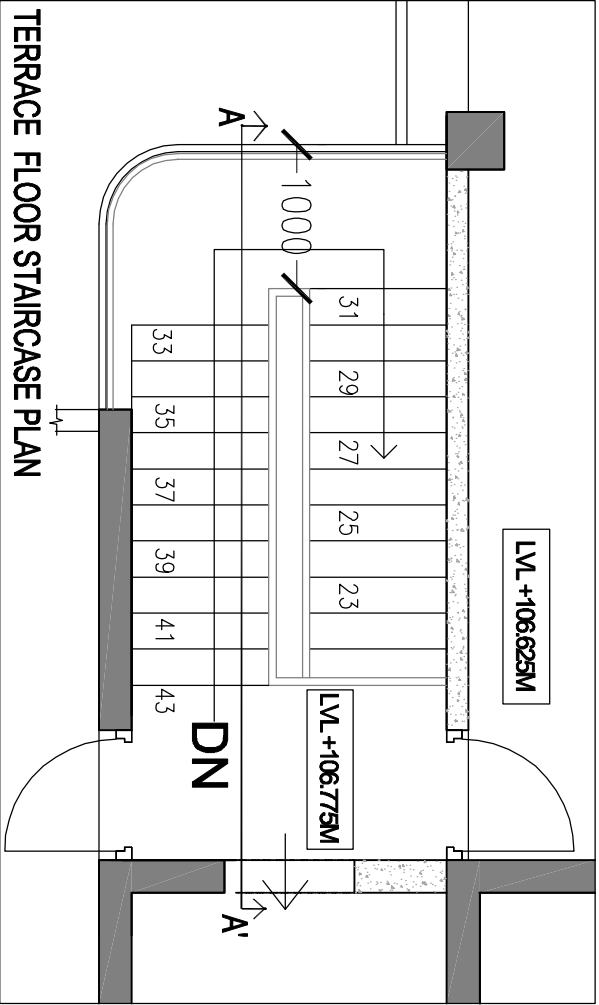 LVL +106.625M
A
1000
31
29
27
25
23
LVL +106.775M
33
35
37
39
41
43
DN
A'
TERRACE FLOOR STAIRCASE PLAN